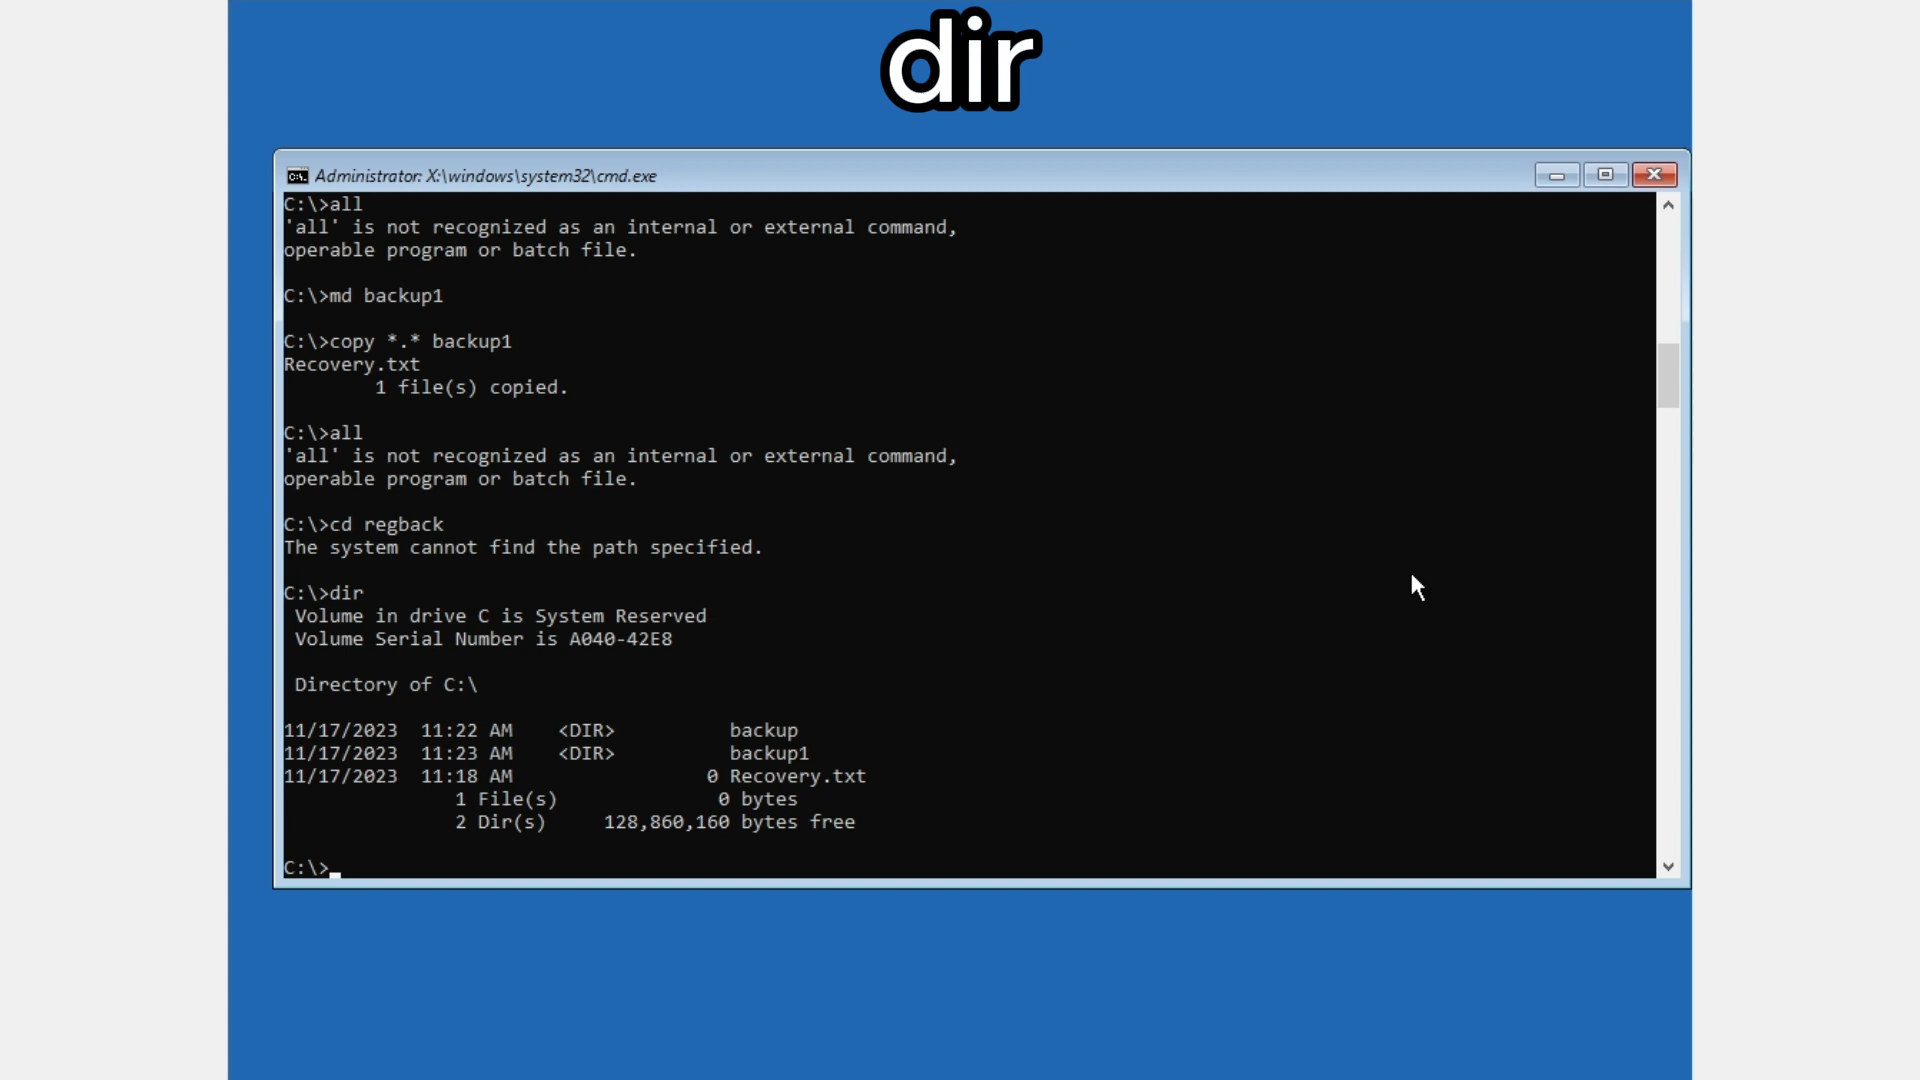 dir
Administrator: X:\windows\system32\cmd.exe
C:\>all
'all' is not recognized as an internal or external command,
operable program or batch file.
C:\>md backup1
C:\>copy *.* backup1
Recovery.txt
1 file(s) copied.
C:\>all
'all' is not recognized as an internal or external command,
operable program or batch file.
C:\>cd regback
The system cannot find the path specified.
C:\>dir
Volume in drive C is System Reserved
Volume Serial Number is A040-42E8
Directory of C:\
11/17/2023  11:22 AM    <DIR>          backup
11/17/2023  11:23 AM    <DIR>          backup1
11/17/2023  11:18 AM                 0 Recovery.txt
1 File(s)              0 bytes
2 Dir(s)     128,860,160 bytes free
C:\>